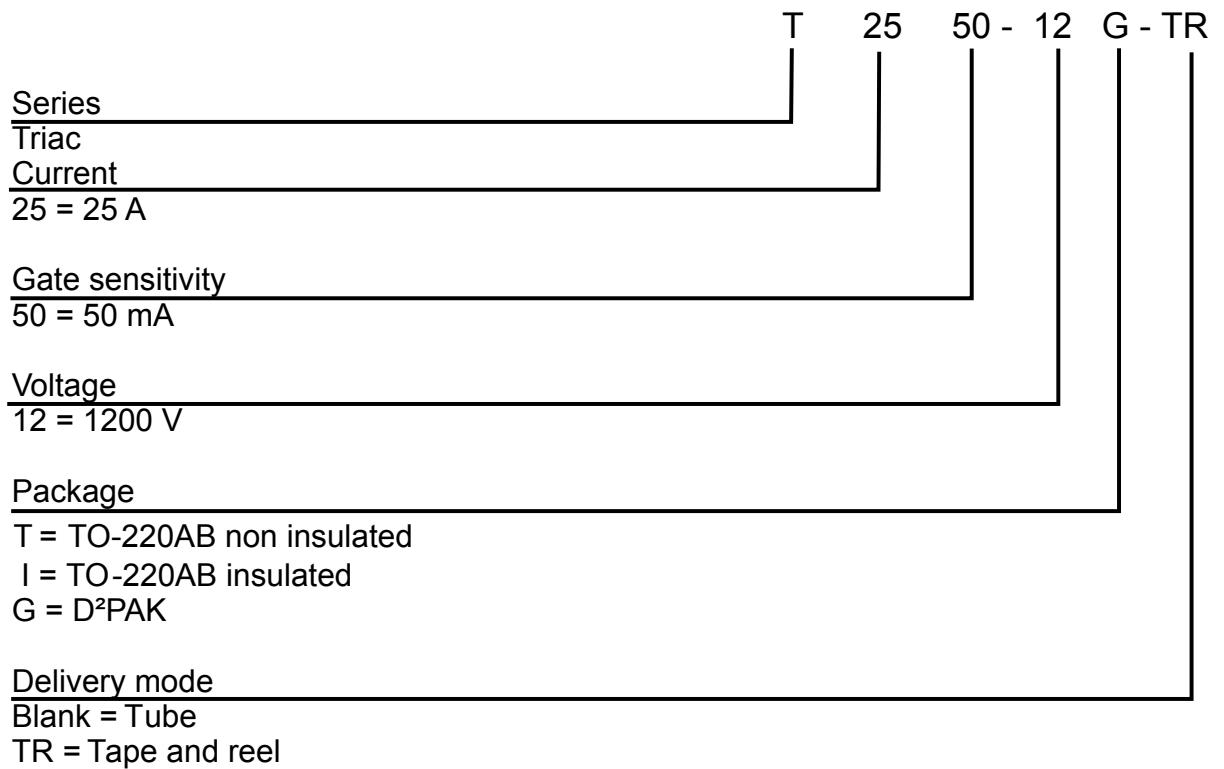 T 25 50 - 12 G - TR
Series
Triac
Current
25 = 25 A
Gate sensitivity
50 = 50 mA
Voltage
12 = 1200 V
Package
T = TO-220AB non insulated
I = TO-220AB insulated
G = D²PAK
Delivery mode
Blank = Tube
TR = Tape and reel